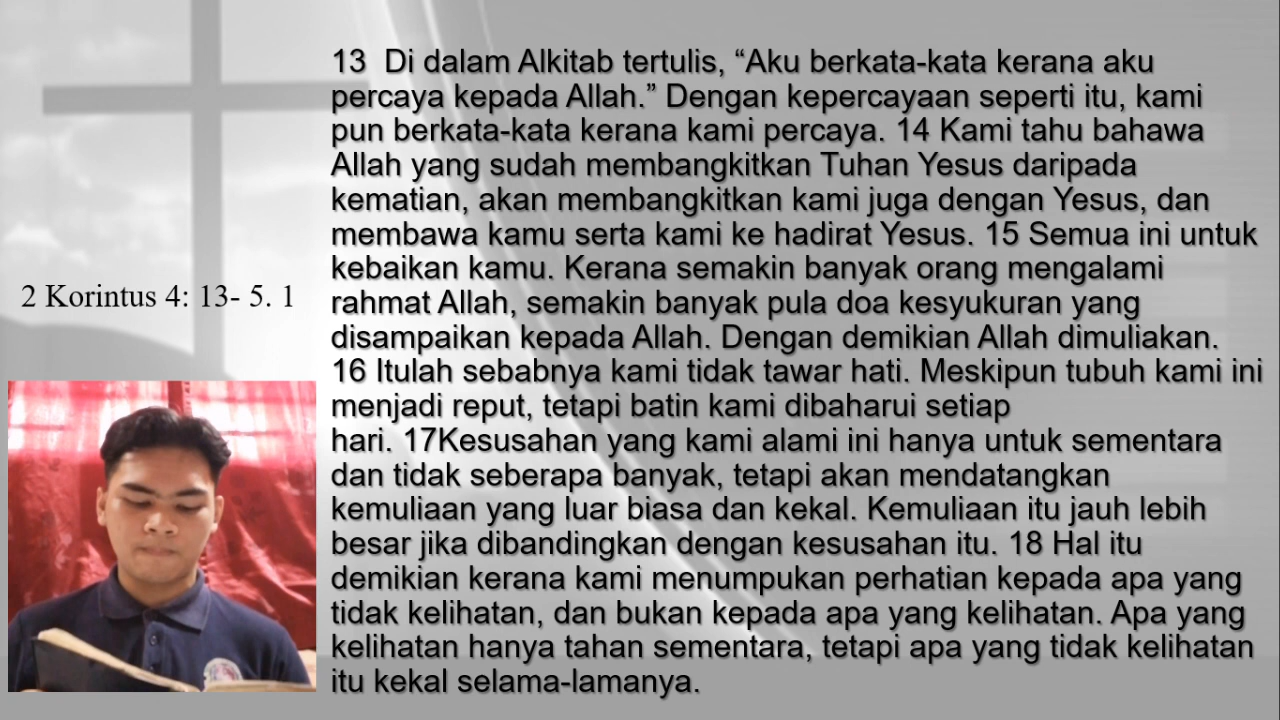 2 Korintus 4: 13- 5. 1
13  Di dalam Alkitab tertulis, “Aku berkata-kata kerana aku
percaya kepada Allah.” Dengan kepercayaan seperti itu, kami
pun berkata-kata kerana kami percaya. 14 Kami tahu bahawa
Allah yang sudah membangkitkan Tuhan Yesus daripada
kematian, akan membangkitkan kami juga dengan Yesus, dan
membawa kamu serta kami ke hadirat Yesus. 15 Semua ini untuk
kebaikan kamu. Kerana semakin banyak orang mengalami
rahmat Allah, semakin banyak pula doa kesyukuran yang
disampaikan kepada Allah. Dengan demikian Allah dimuliakan.
16 Itulah sebabnya kami tidak tawar hati. Meskipun tubuh kami ini
menjadi reput, tetapi batin kami dibaharui setiap
hari. 17Kesusahan yang kami alami ini hanya untuk sementara
dan tidak seberapa banyak, tetapi akan mendatangkan
kemuliaan yang luar biasa dan kekal. Kemuliaan itu jauh lebih
besar jika dibandingkan dengan kesusahan itu. 18 Hal itu
demikian kerana kami menumpukan perhatian kepada apa yang
tidak kelihatan, dan bukan kepada apa yang kelihatan. Apa yang
kelihatan hanya tahan sementara, tetapi apa yang tidak kelihatan
itu kekal selama-lamanya.